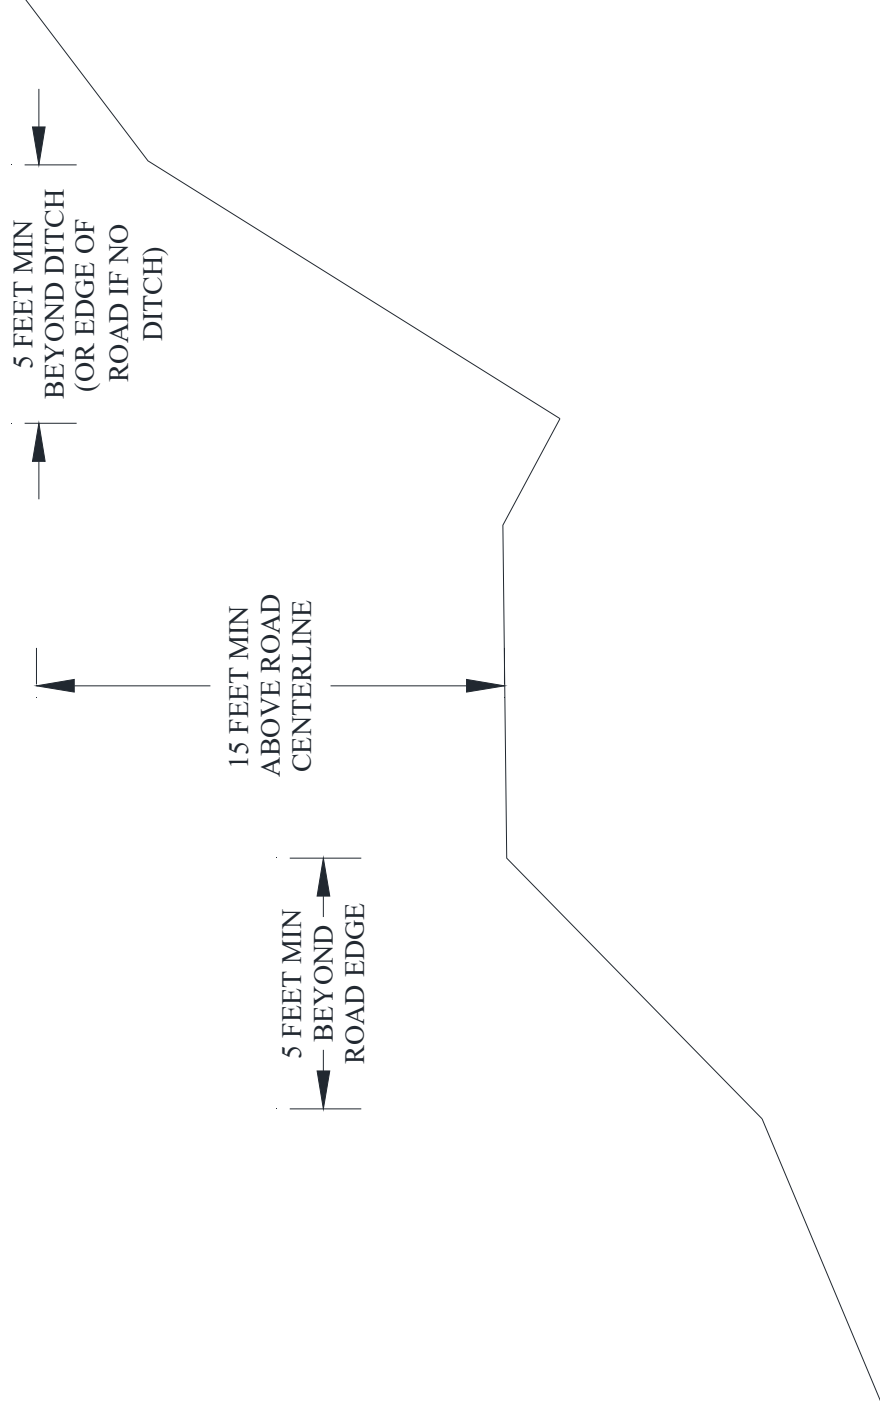 5 FEET MIN
BEYOND
ROAD EDGE
15 FEET MIN
ABOVE ROAD
CENTERLINE
5 FEET MIN
BEYOND DITCH
(OR EDGE OF
ROAD IF NO
DITCH)